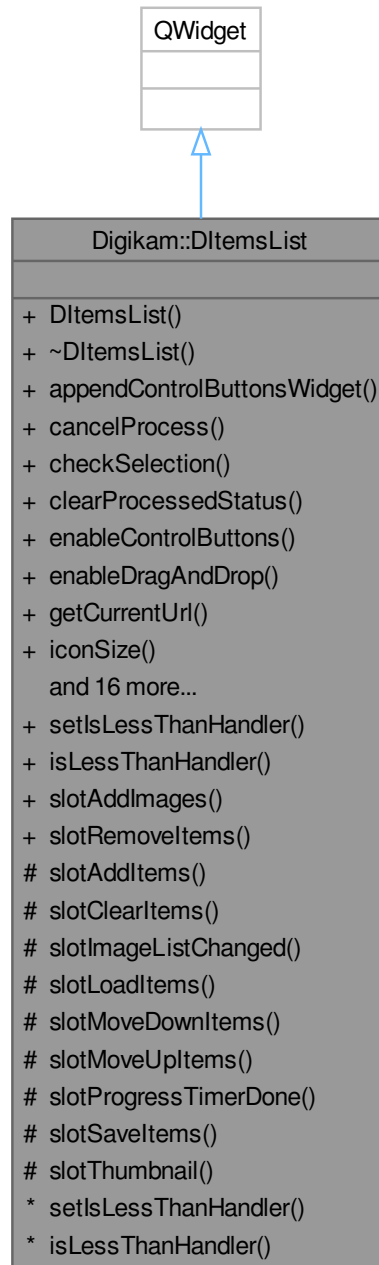 QWidget
Digikam::DItemsList
+ DItemsList()
+ ~DItemsList()
+ appendControlButtonsWidget()
+ cancelProcess()
+ checkSelection()
+ clearProcessedStatus()
+ enableControlButtons()
+ enableDragAndDrop()
+ getCurrentUrl()
+ iconSize()
and 16 more...
+ setIsLessThanHandler()
+ isLessThanHandler()
+ slotAddImages()
+ slotRemoveItems()
# slotAddItems()
# slotClearItems()
# slotImageListChanged()
# slotLoadItems()
# slotMoveDownItems()
# slotMoveUpItems()
# slotProgressTimerDone()
# slotSaveItems()
# slotThumbnail()
* setIsLessThanHandler()
* isLessThanHandler()